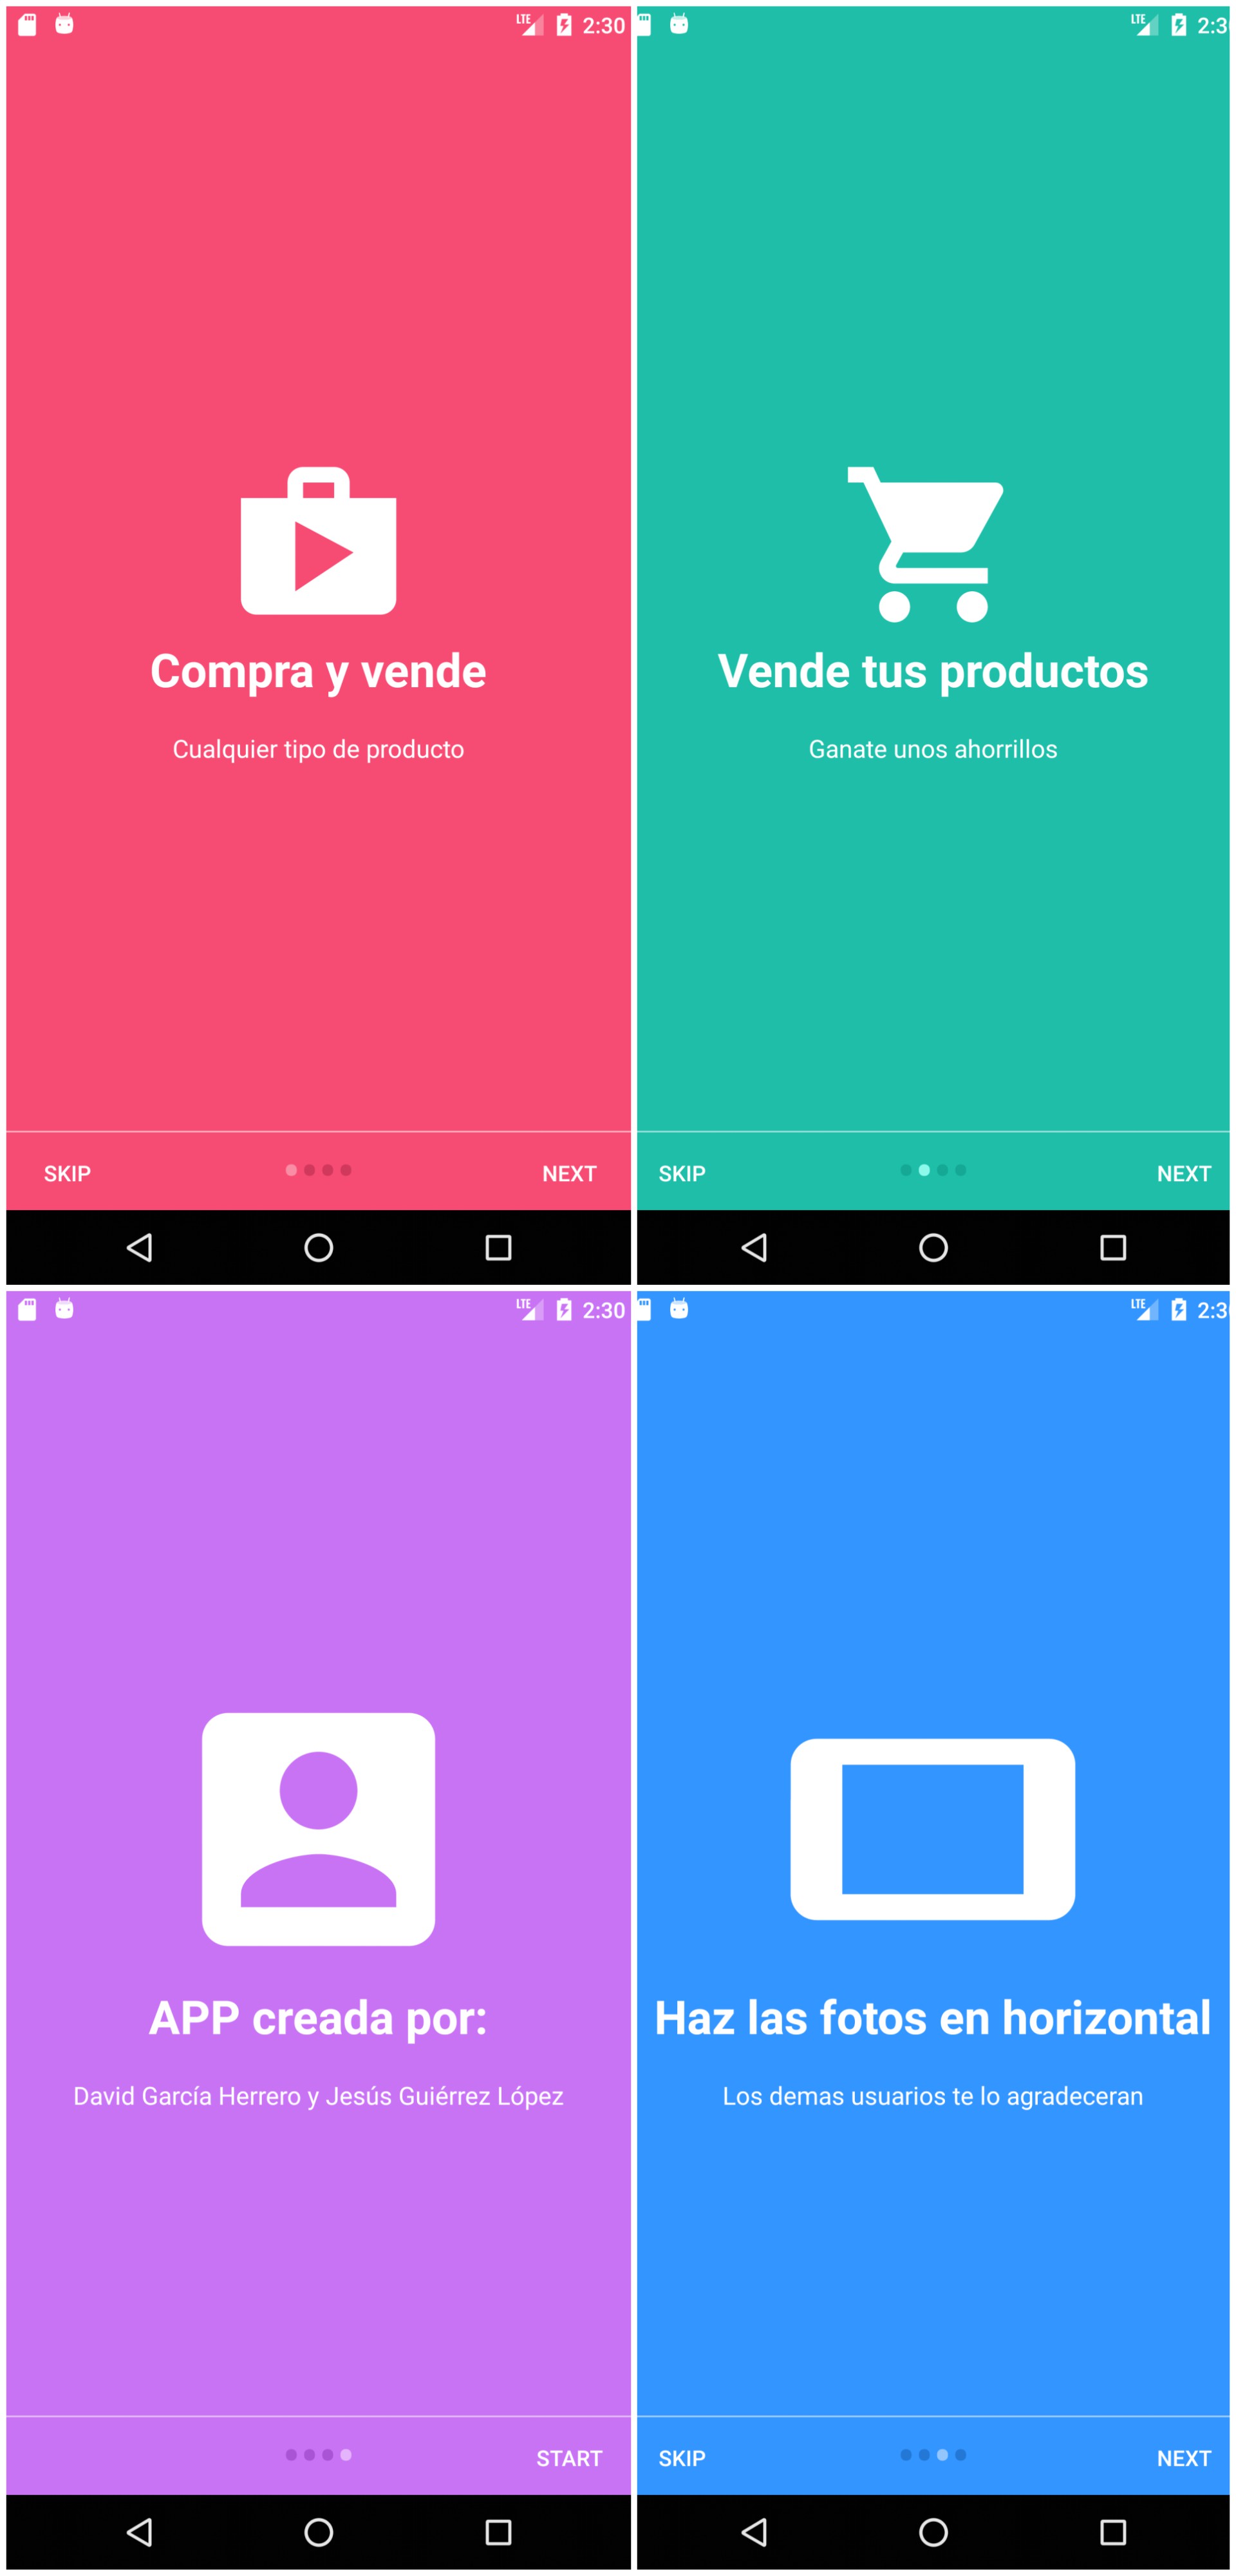 LTE 2:30
Compra y vende
Cualquier tipo de producto
SKIP
NEXT
LTE 2:3
Vende tus productos
Ganate unos ahorrillos
SKIP
NEXT
LTE 2:30
APP creada por:
David García Herrero y Jesús Guiérrez López
START
LTE 2:3
Haz las fotos en horizontal
Los demas usuarios te lo agradeceran
SKIP
NEXT